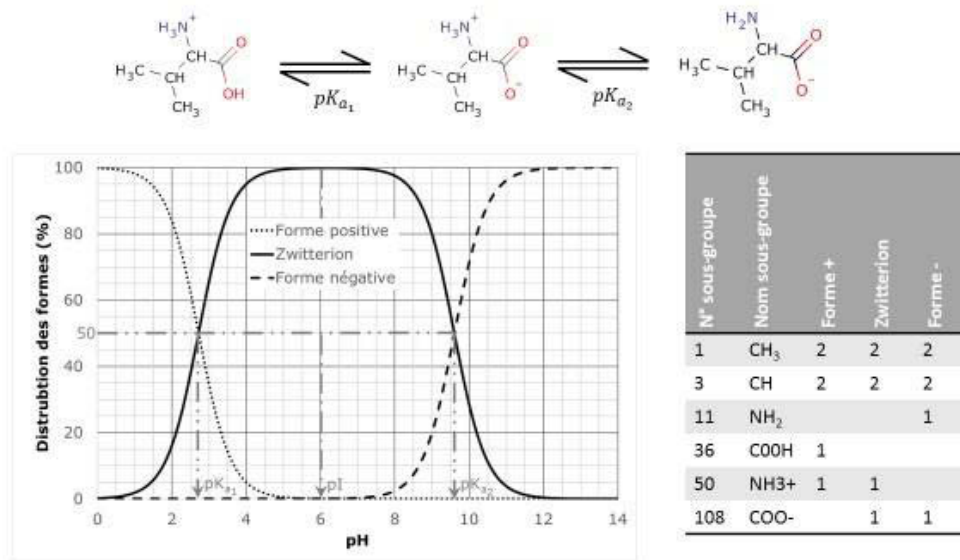 H₃N⁺ CH O OH H₃C CH CH₃
pKₐ₁
H₃N⁺ CH O O⁻ H₃C CH CH₃
pKₐ₂
H₂N CH O O⁻ H₃C CH CH₃
Distrubtion des formes (%)
100
80
60
50
40
20
0
Forme positive
Zwitterion
Forme négative
pKₐ₁ pI pKₐ₂
0 2 4 6 8 10 12 14
pH
N° sous-groupe Nom sous-groupe Forme + Zwitterion Forme -
1 CH₃ 2 2 2
3 CH 2 2 2
11 NH₂ 1
36 COOH 1
50 NH3+ 1 1
108 COO- 1 1